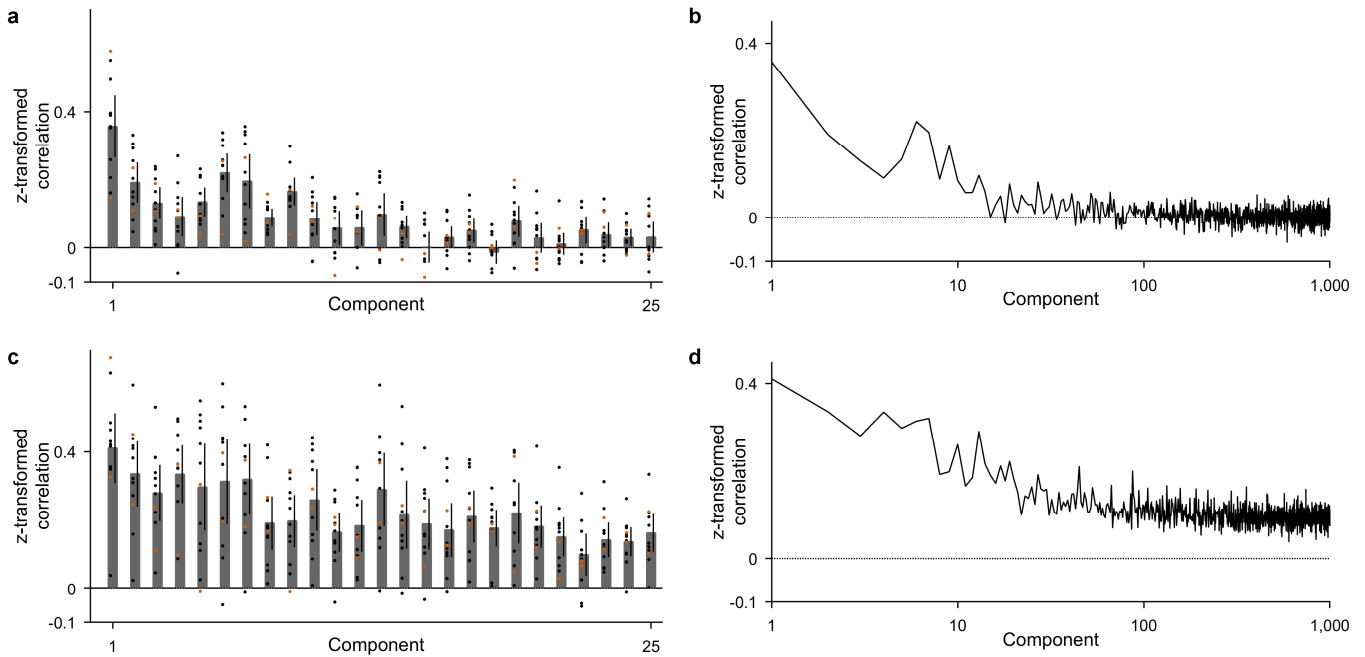 a
z-transformed
correlation
0.4
0
-0.1
1
Component
25
b
z-transformed
correlation
0.4
0
-0.1
1
10
100
1,000
Component
c
z-transformed
correlation
0.4
0
-0.1
1
Component
25
d
z-transformed
correlation
0.4
0
-0.1
1
10
100
1,000
Component